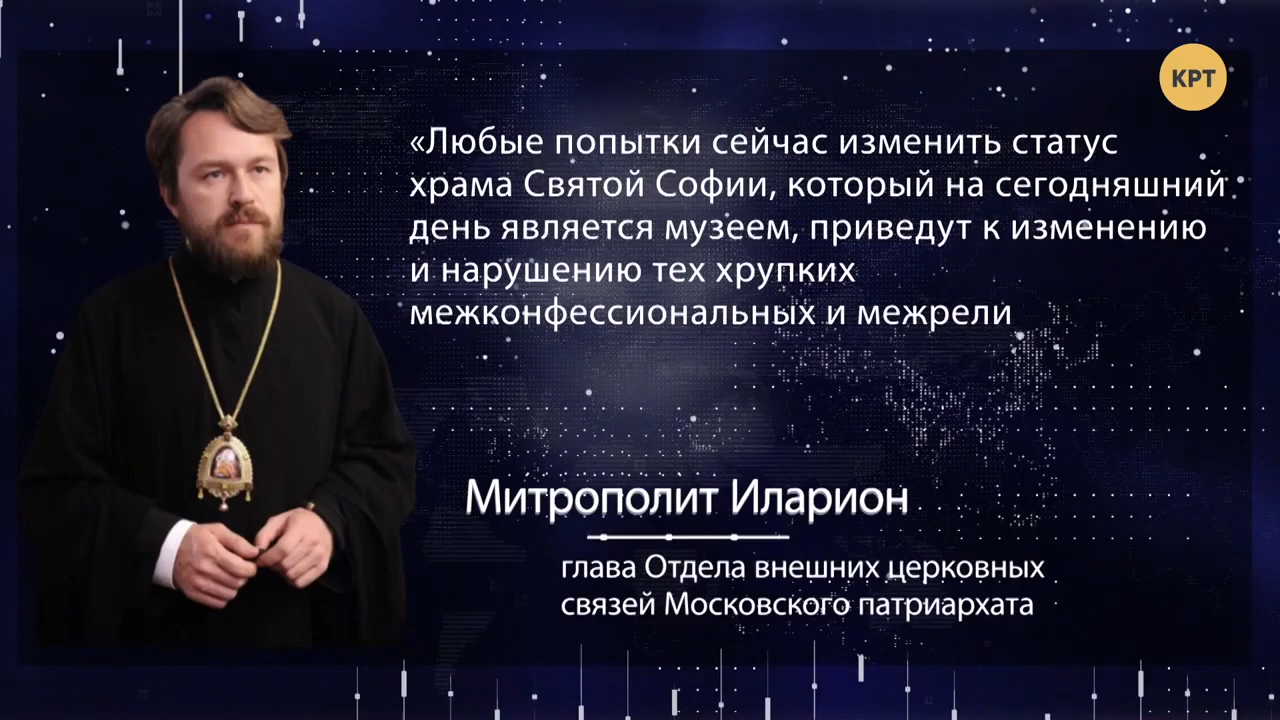 КРТ
«Любые попытки сейчас изменить статус
храма Святой Софии, который на сегодняшний
день является музеем, приведут к изменению
и нарушению тех хрупких
межконфессиональных и межрели
Митрополит Иларион
глава Отдела внешних церковных
связей Московского патриархата